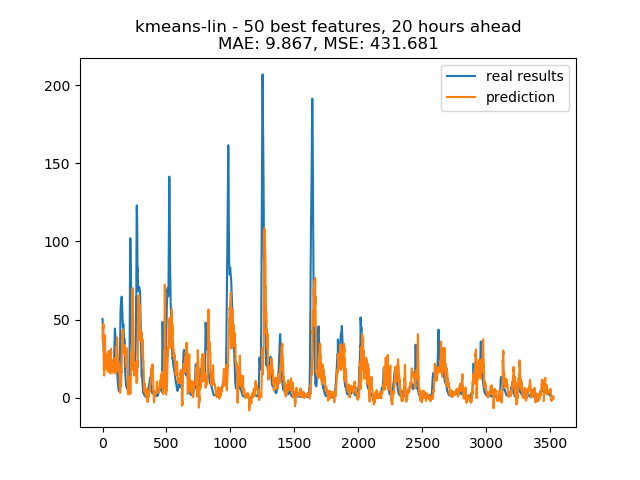 kmeans-lin - 50 best features, 20 hours ahead
MAE: 9.867, MSE: 431.681
real results
prediction
200
150
100
50
0
0 500 1000 1500 2000 2500 3000 3500